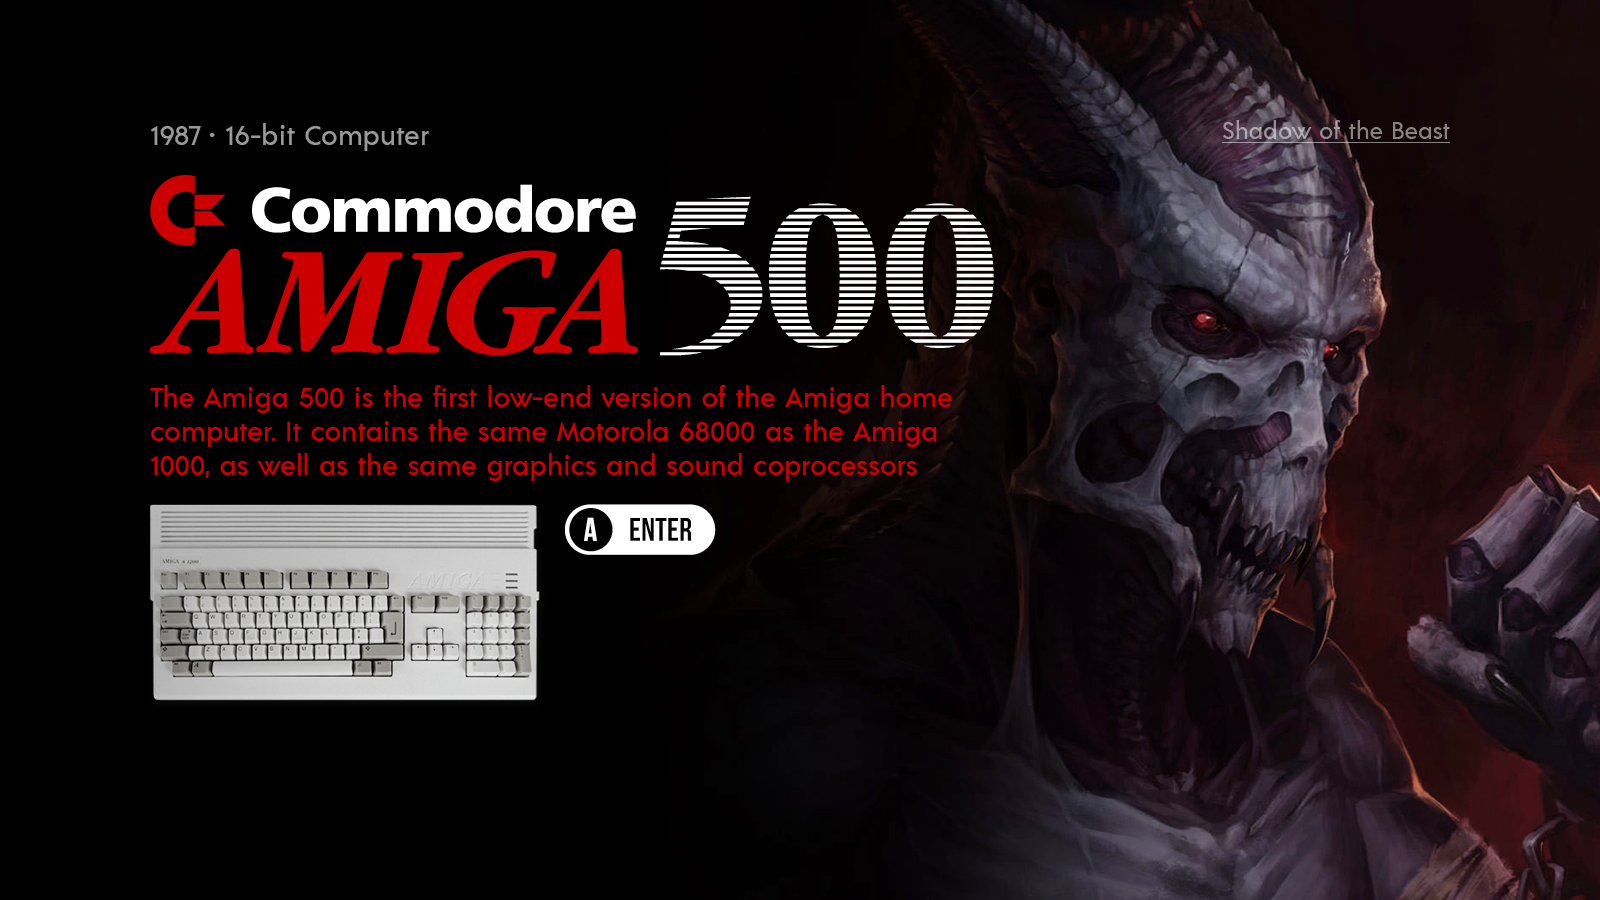 1987 · 16-bit Computer
Shadow of the Beast
Commodore
AMIGA 500
The Amiga 500 is the first low-end version of the Amiga home
computer. It contains the same Motorola 68000 as the Amiga
1000, as well as the same graphics and sound coprocessors
A ENTER
AMIGA